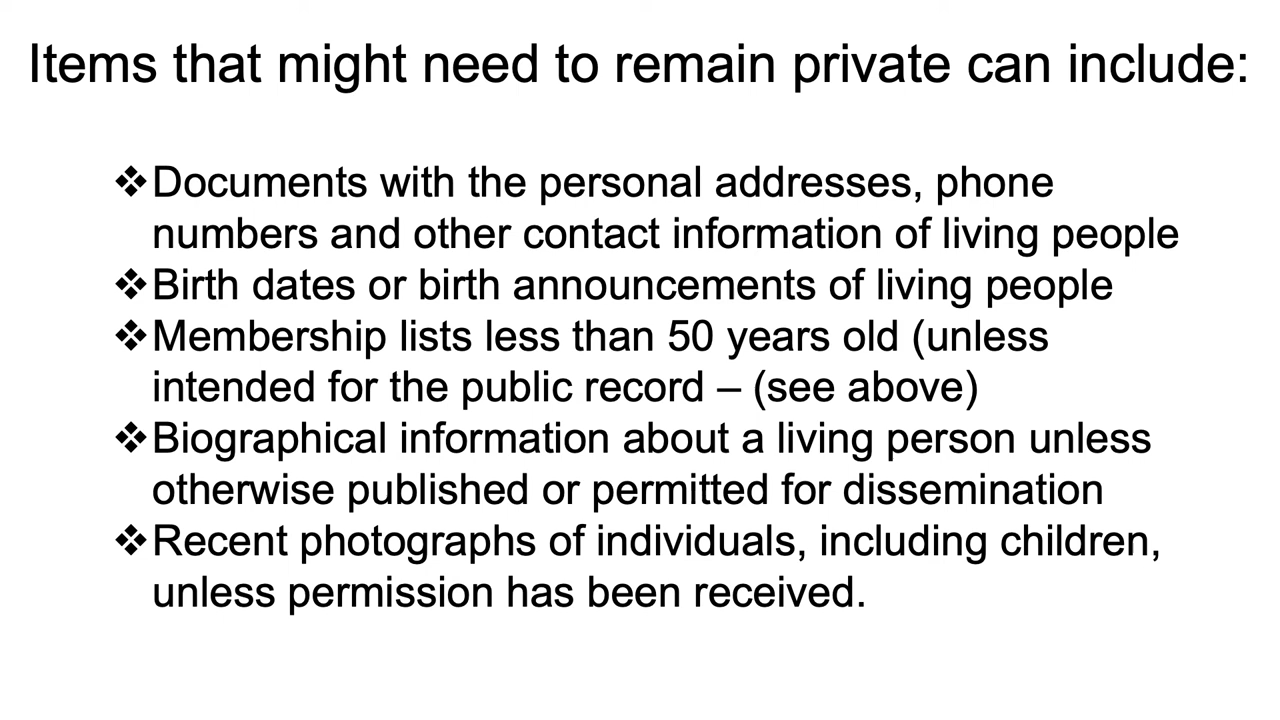 Items that might need to remain private can include:
❖Documents with the personal addresses, phone
numbers and other contact information of living people
❖Birth dates or birth announcements of living people
❖Membership lists less than 50 years old (unless
intended for the public record – (see above)
❖Biographical information about a living person unless
otherwise published or permitted for dissemination
❖Recent photographs of individuals, including children,
unless permission has been received.